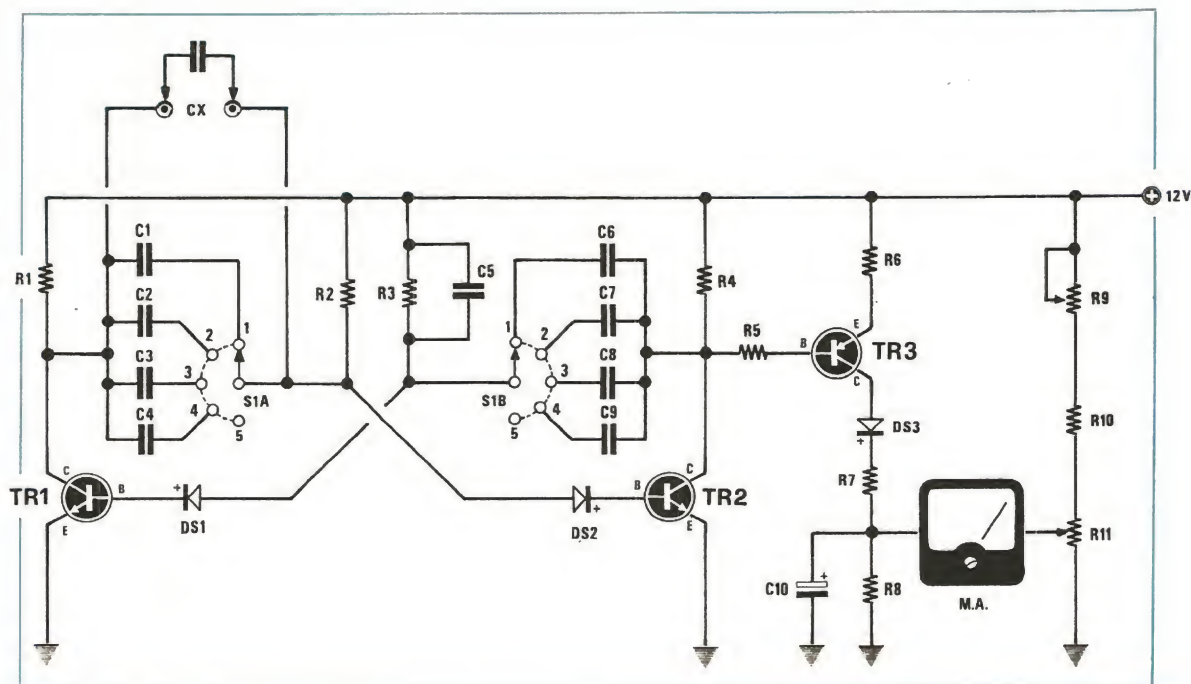 CX
12V
C1
C6
R1
C2
1
2
R2
R3
C5
1
2
C7
R4
R5
R6
B
E
C
TR3
R9
C3
3
S1A
S1B
3
C8
C4
4
5
4
5
C9
DS3
+
R10
C
TR1
B
E
+
DS1
DS2
+
B
C
E
TR2
R7
R11
C10
+
R8
M.A.